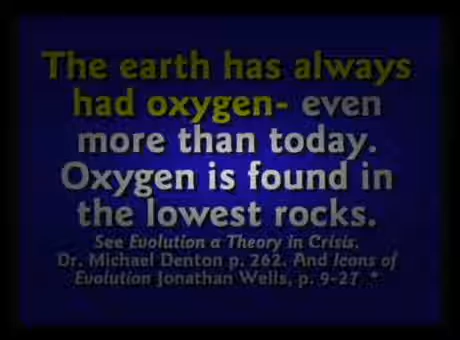 The earth has always
had oxygen- even
more than today.
Oxygen is found in
the lowest rocks.
See Evolution a Theory in Crisis.
Dr. Michael Denton p. 262. And Icons of
Evolution Jonathan Wells, p. 9-27 *